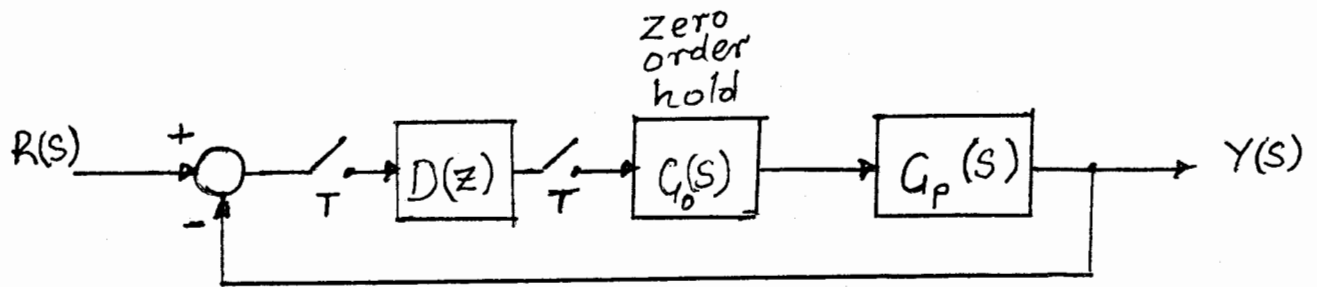 zero
order
hold
R(S)
+
-
T
D(z)
T
G₀(S)
Gₚ(S)
Y(S)